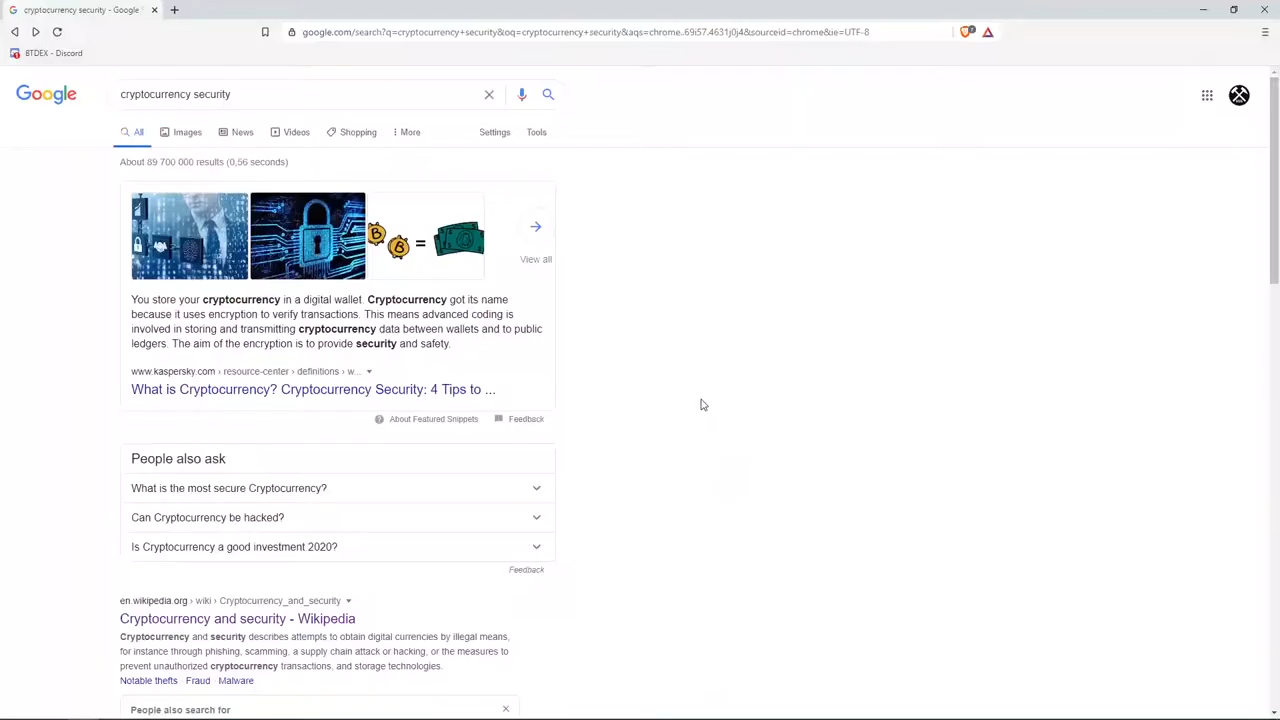 cryptocurrency security - Google
google.com/search?q=cryptocurrency+security&oq=cryptocurrency+security&aqs=chrome..69i57.4631j0j4&sourceid=chrome&ie=UTF-8
BTDEX - Discord
Google
cryptocurrency security
All Images News Videos Shopping More Settings Tools
About 89 700 000 results (0,56 seconds)
View all
You store your cryptocurrency in a digital wallet. Cryptocurrency got its name
because it uses encryption to verify transactions. This means advanced coding is
involved in storing and transmitting cryptocurrency data between wallets and to public
ledgers. The aim of the encryption is to provide security and safety.
www.kaspersky.com › resource-center › definitions › w...
What is Cryptocurrency? Cryptocurrency Security: 4 Tips to ...
About Featured Snippets Feedback
People also ask
What is the most secure Cryptocurrency?
Can Cryptocurrency be hacked?
Is Cryptocurrency a good investment 2020?
Feedback
en.wikipedia.org › wiki › Cryptocurrency_and_security
Cryptocurrency and security - Wikipedia
Cryptocurrency and security describes attempts to obtain digital currencies by illegal means,
for instance through phishing, scamming, a supply chain attack or hacking, or the measures to
prevent unauthorized cryptocurrency transactions, and storage technologies.
Notable thefts · Fraud · Malware
People also search for